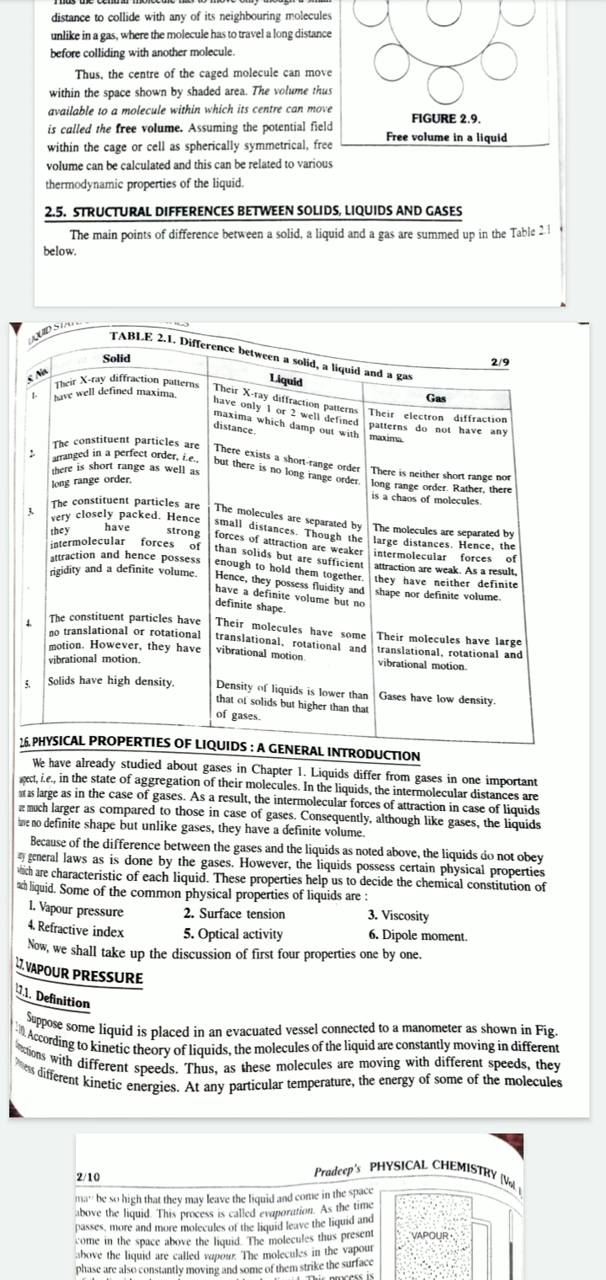 distance to collide with any of its neighbouring molecules
unlike in a gas, where the molecule has to travel a long distance
before colliding with another molecule.
Thus, the centre of the caged molecule can move
within the space shown by shaded area. The volume thus
available to a molecule within which its centre can move
is called the free volume. Assuming the potential field
within the cage or cell as spherically symmetrical, free
volume can be calculated and this can be related to various
thermodynamic properties of the liquid.
FIGURE 2.9.
Free volume in a liquid
2.5. STRUCTURAL DIFFERENCES BETWEEN SOLIDS, LIQUIDS AND GASES
The main points of difference between a solid, a liquid and a gas are summed up in the Table 2.1
below.
2/9
TABLE 2.1. Difference between a solid, a liquid and a gas
S. No.
Solid
Liquid
Gas
1.
Their X-ray diffraction patterns
have well defined maxima.
Their X-ray diffraction patterns
have only 1 or 2 well defined
maxima which damp out with
distance.
Their electron diffraction
patterns do not have any
maxima.
2.
The constituent particles are
arranged in a perfect order, i.e.,
there is short range as well as
long range order.
There exists a short-range order
but there is no long range order.
There is neither short range nor
long range order. Rather, there
is a chaos of molecules.
3.
The constituent particles are
very closely packed. Hence
they have strong
intermolecular forces of
attraction and hence possess
rigidity and a definite volume.
The molecules are separated by
small distances. Though the
forces of attraction are weaker
than solids but are sufficient
enough to hold them together.
Hence, they possess fluidity and
have a definite volume but no
definite shape.
The molecules are separated by
large distances. Hence, the
intermolecular forces of
attraction are weak. As a result,
they have neither definite
shape nor definite volume.
4.
The constituent particles have
no translational or rotational
motion. However, they have
vibrational motion.
Their molecules have some
translational, rotational and
vibrational motion.
Their molecules have large
translational, rotational and
vibrational motion.
5.
Solids have high density.
Density of liquids is lower than
that of solids but higher than that
of gases.
Gases have low density.
2.6. PHYSICAL PROPERTIES OF LIQUIDS : A GENERAL INTRODUCTION
We have already studied about gases in Chapter 1. Liquids differ from gases in one important
aspect, i.e., in the state of aggregation of their molecules. In the liquids, the intermolecular distances are
not as large as in the case of gases. As a result, the intermolecular forces of attraction in case of liquids
are much larger as compared to those in case of gases. Consequently, although like gases, the liquids
have no definite shape but unlike gases, they have a definite volume.
Because of the difference between the gases and the liquids as noted above, the liquids do not obey
any general laws as is done by the gases. However, the liquids possess certain physical properties
which are characteristic of each liquid. These properties help us to decide the chemical constitution of
each liquid. Some of the common physical properties of liquids are :
1. Vapour pressure 2. Surface tension 3. Viscosity
4. Refractive index 5. Optical activity 6. Dipole moment.
Now, we shall take up the discussion of first four properties one by one.
2.7. VAPOUR PRESSURE
2.7.1. Definition
Suppose some liquid is placed in an evacuated vessel connected to a manometer as shown in Fig.
According to kinetic theory of liquids, the molecules of the liquid are constantly moving in different
directions with different speeds. Thus, as these molecules are moving with different speeds, they
possess different kinetic energies. At any particular temperature, the energy of some of the molecules
2/10
Pradeep's PHYSICAL CHEMISTRY (Vol.
may be so high that they may leave the liquid and come in the space
above the liquid. This process is called evaporation. As the time
passes, more and more molecules of the liquid leave the liquid and
come in the space above the liquid. The molecules thus present
above the liquid are called vapour. The molecules in the vapour
phase are also constantly moving and some of them strike the surface
This process is
VAPOUR